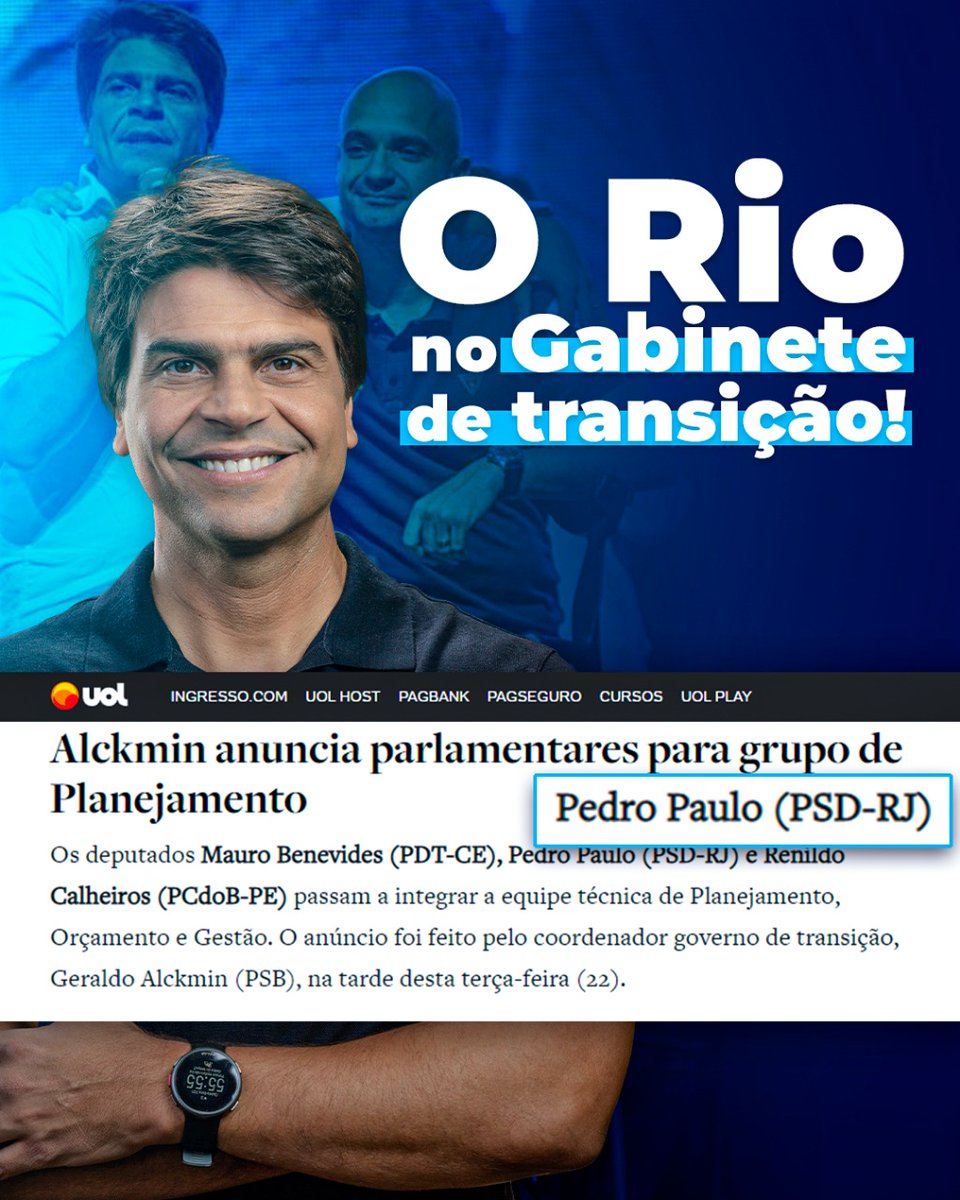 O Rio
no Gabinete
de transição!
uol INGRESSO.COM UOL HOST PAGBANK PAGSEGURO CURSOS UOL PLAY
Alckmin anuncia parlamentares para grupo de
Planejamento
Pedro Paulo (PSD-RJ)
Os deputados Mauro Benevides (PDT-CE), Pedro Paulo (PSD-RJ) e Renildo
Calheiros (PCdoB-PE) passam a integrar a equipe técnica de Planejamento,
Orçamento e Gestão. O anúncio foi feito pelo coordenador governo de transição,
Geraldo Alckmin (PSB), na tarde desta terça-feira (22).
55:55